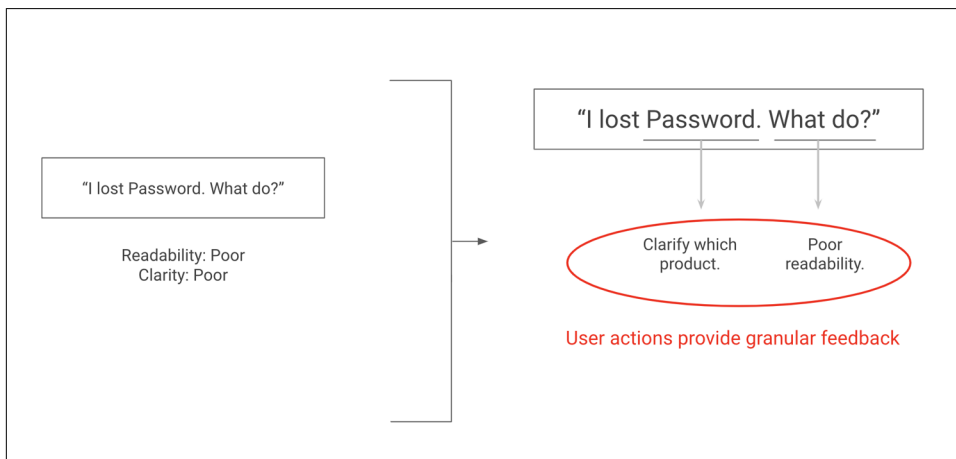 “I lost Password. What do?”
Readability: Poor
Clarity: Poor
“I lost Password. What do?”
Clarify which
product.
Poor
readability.
User actions provide granular feedback